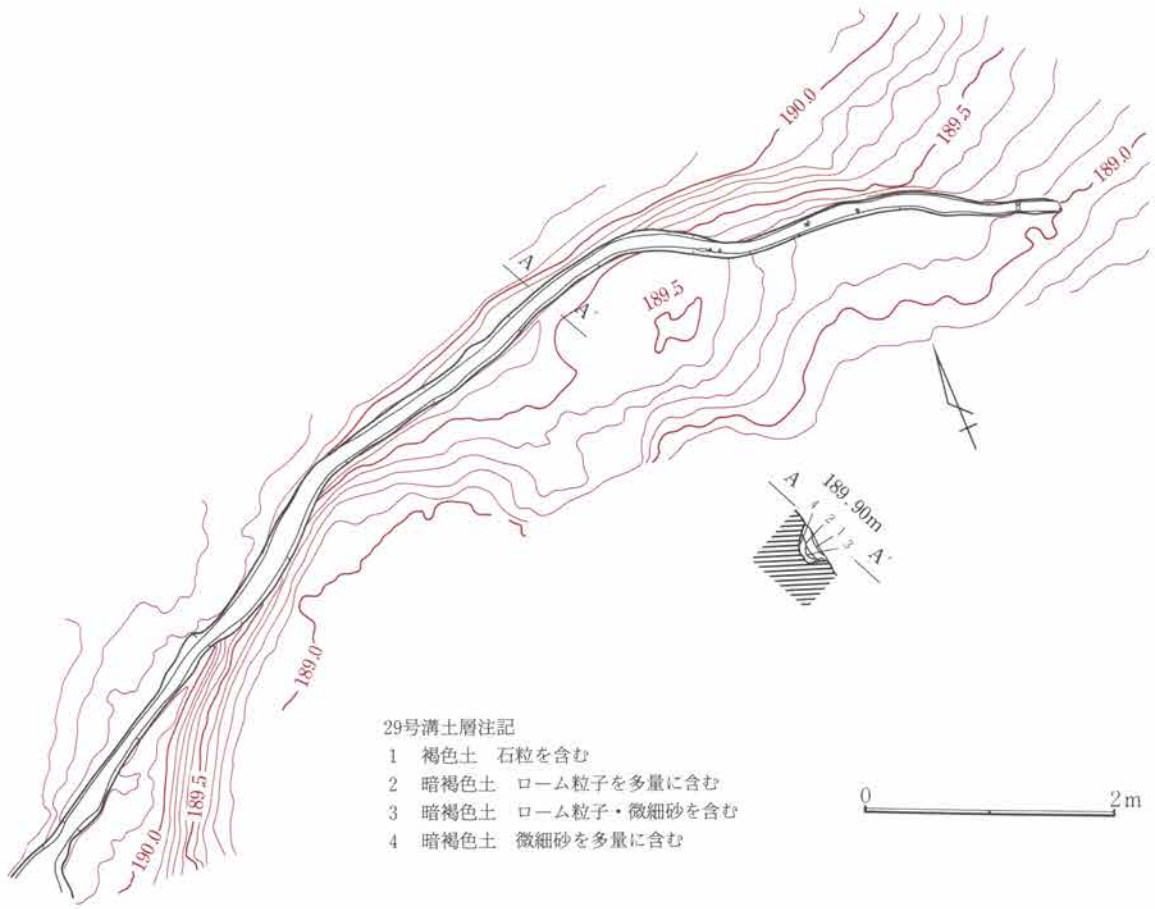 190.0
189.5
189.0
A
A′
189.5
A 189.90m
4 2 1 3
A′
189.0
29号溝土層注記
1 褐色土 石粒を含む
2 暗褐色土 ローム粒子を多量に含む
3 暗褐色土 ローム粒子・微細砂を含む
4 暗褐色土 微細砂を多量に含む
189.5
190.0
0 2m